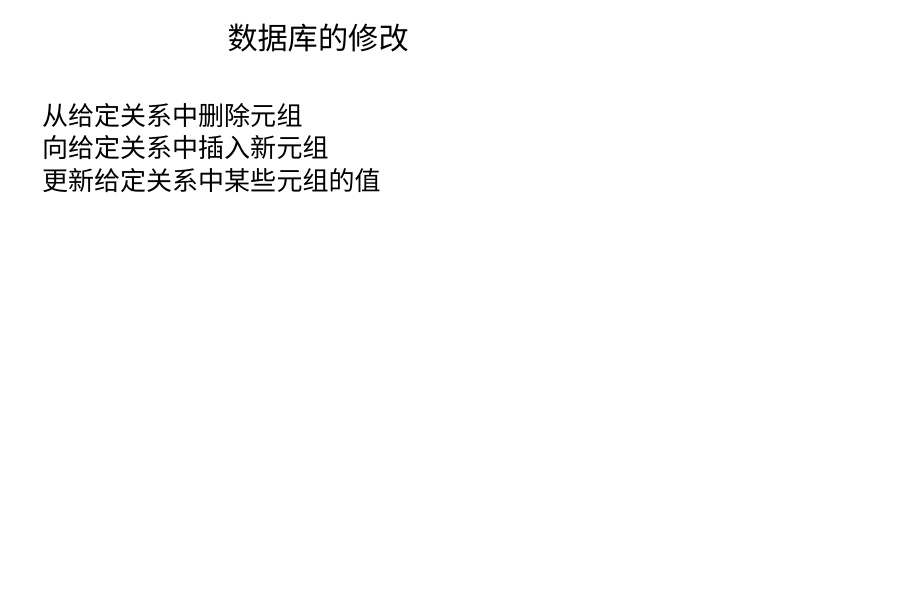 数据库的修改
从给定关系中删除元组
向给定关系中插入新元组
更新给定关系中某些元组的值